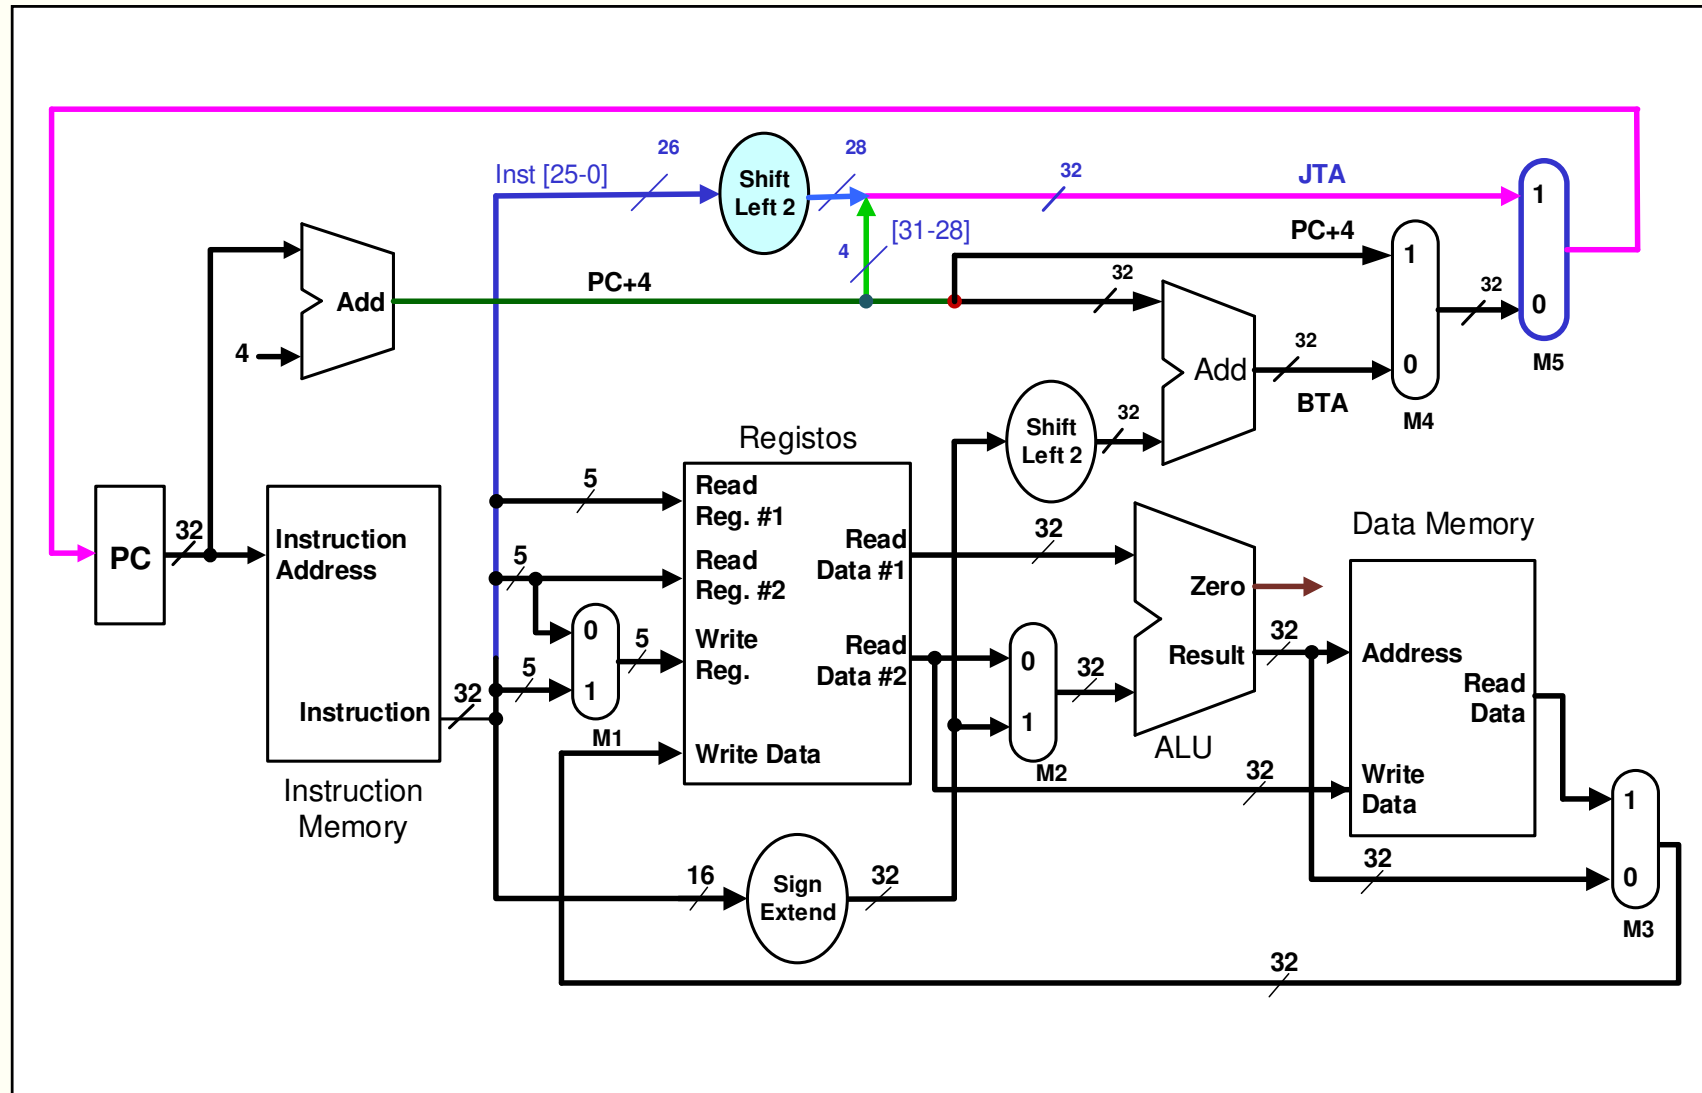 26
28
32
Inst [25-0]
Shift
Left 2
JTA
1
[31-28]
4
PC+4
1
32
32
PC+4
Add
0
4
32
Add
0
M5
BTA
M4
Shift
Left 2
32
Registos
5
Read
Reg. #1
32
PC
Instruction
Address
5
Read
Reg. #2
Read
Data #1
32
Data Memory
Zero
0
5
Write
Reg.
Read
Data #2
0
32
32
Result
Address
5
1
32
Instruction
M1
1
ALU
Read
Data
Write Data
M2
32
Write
Data
1
Instruction
Memory
16
Sign
Extend
32
32
0
M3
32